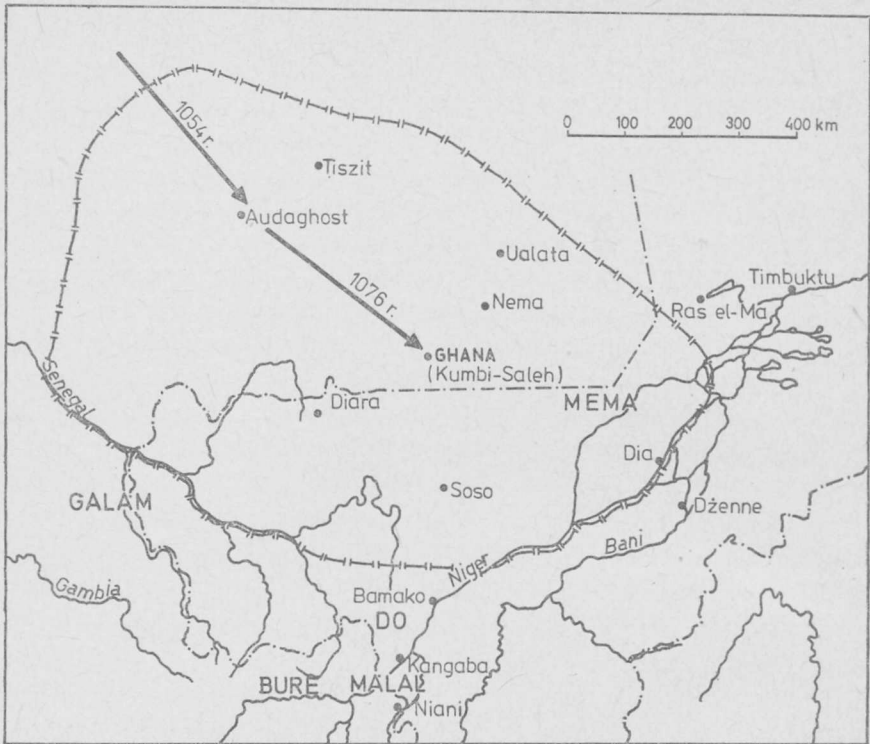 1054 r.
0 100 200 300 400 km
Tiszit
Audaghost
Ualata
1076 r.
Timbuktu
Nema
Ras el-Ma
GHANA
(Kumbi-Saleh)
Senegal
MEMA
Diara
Dia
GALAM
Soso
Dżenne
Niger
Bani
Gambia
Bamako
DO
Kangaba
BURE
MALAL
Niani